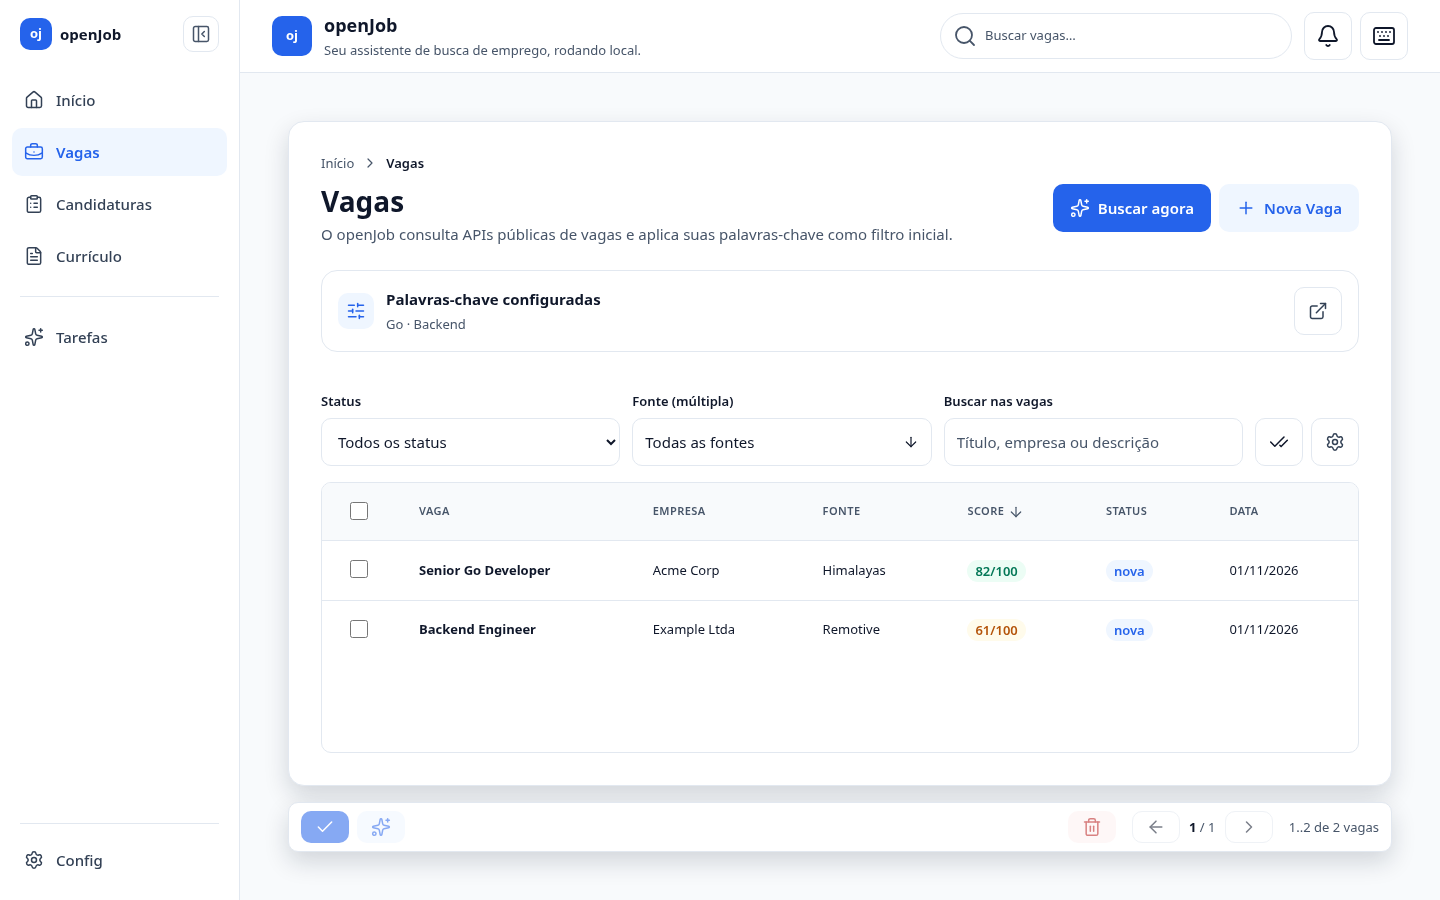 oj openJob
Início
Vagas
Candidaturas
Currículo
Tarefas
Config
oj openJob
Seu assistente de busca de emprego, rodando local.
Buscar vagas...
Início Vagas
Vagas
O openJob consulta APIs públicas de vagas e aplica suas palavras-chave como filtro inicial.
Buscar agora
Nova Vaga
Palavras-chave configuradas
Go · Backend
Status Fonte (múltipla) Buscar nas vagas
Todos os status Todas as fontes Título, empresa ou descrição
VAGA EMPRESA FONTE SCORE STATUS DATA
Senior Go Developer Acme Corp Himalayas 82/100 nova 01/11/2026
Backend Engineer Example Ltda Remotive 61/100 nova 01/11/2026
1 / 1 1..2 de 2 vagas